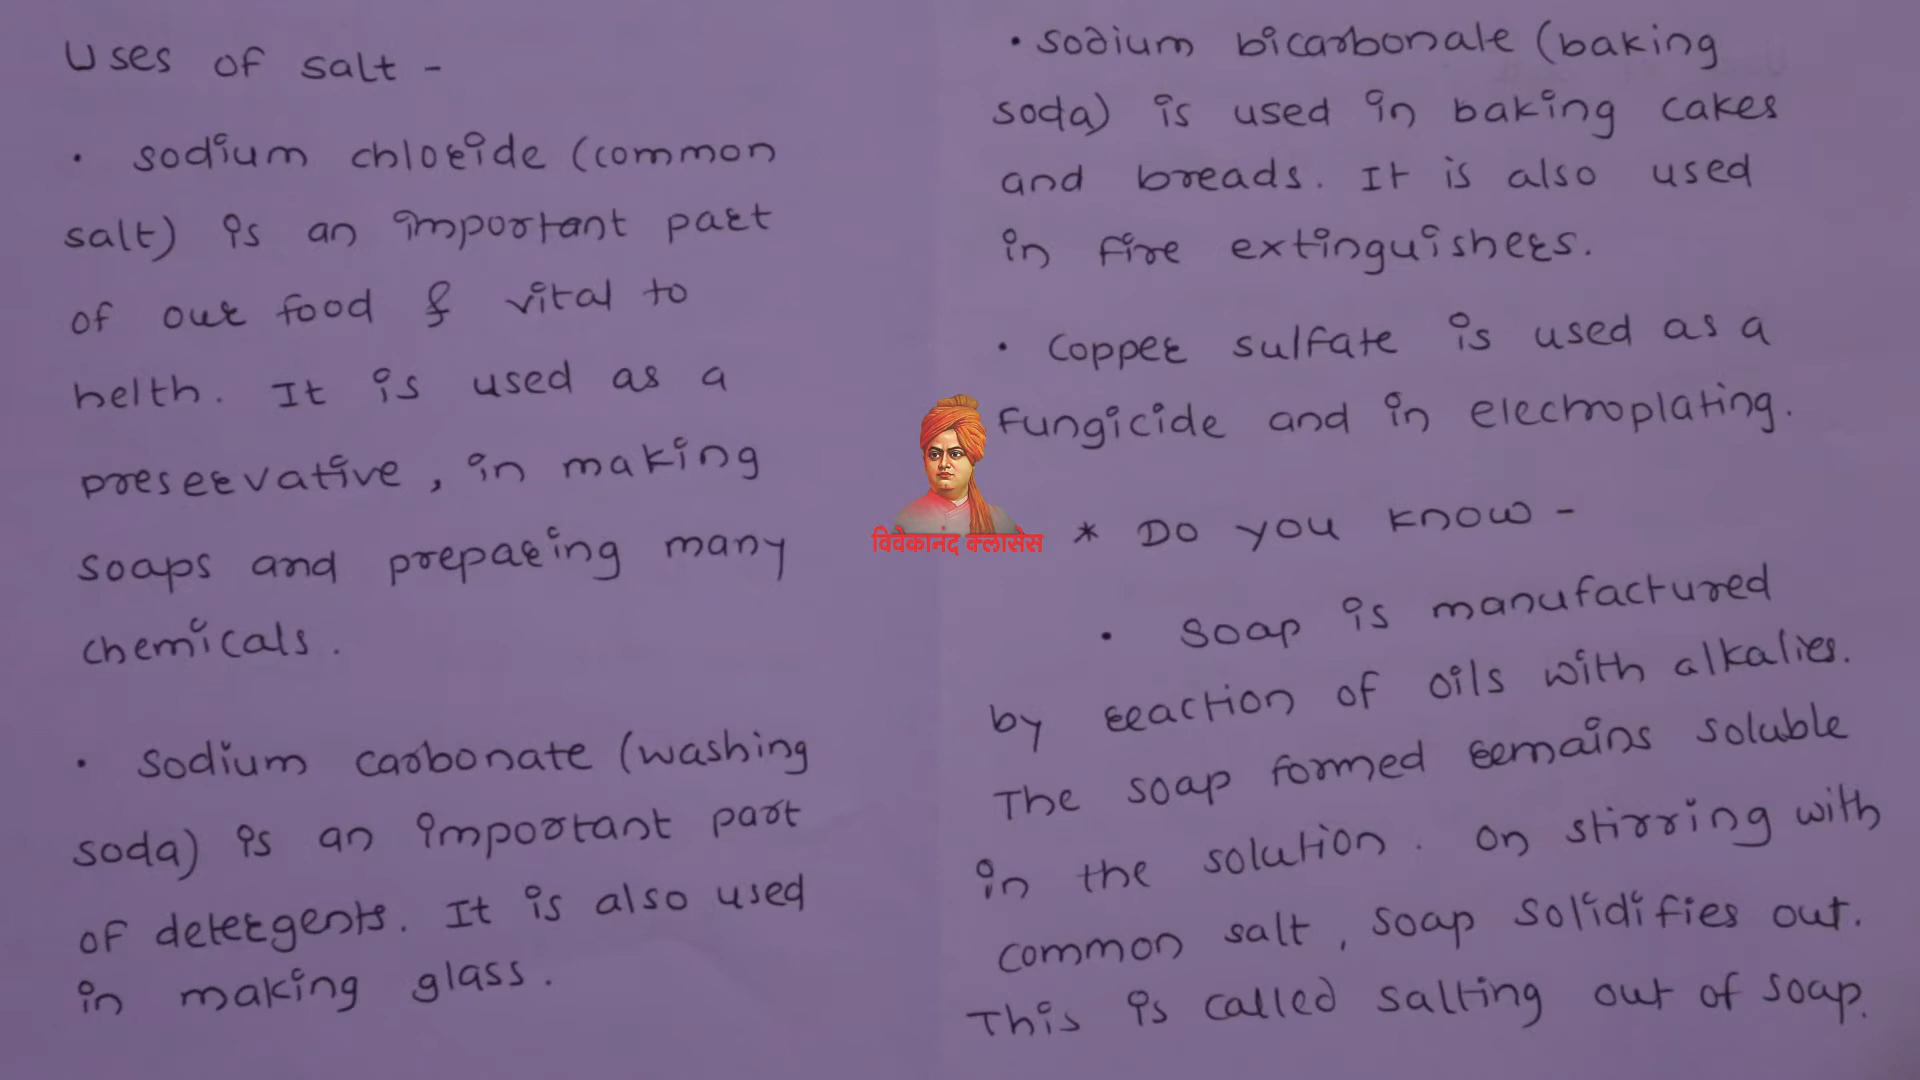 Uses of salt -
• sodium chloride (common
salt) is an important part
of our food & vital to
helth. It is used as a
preservative, in making
soaps and preparing many
chemicals.
• sodium carbonate (washing
soda) is an important part
of detergents. It is also used
in making glass.
• sodium bicarbonale (baking
soda) is used in baking cakes
and breads. It is also used
in fire extinguishers.
• copper sulfate is used as a
Fungicide and in electroplating.
विवेकानंद क्लासेस
* Do you know -
• Soap is manufactured
by reaction of oils with alkalies.
The soap formed remains soluble
in the solution. on stirring with
common salt, soap solidifies out.
This is called salting out of soap.